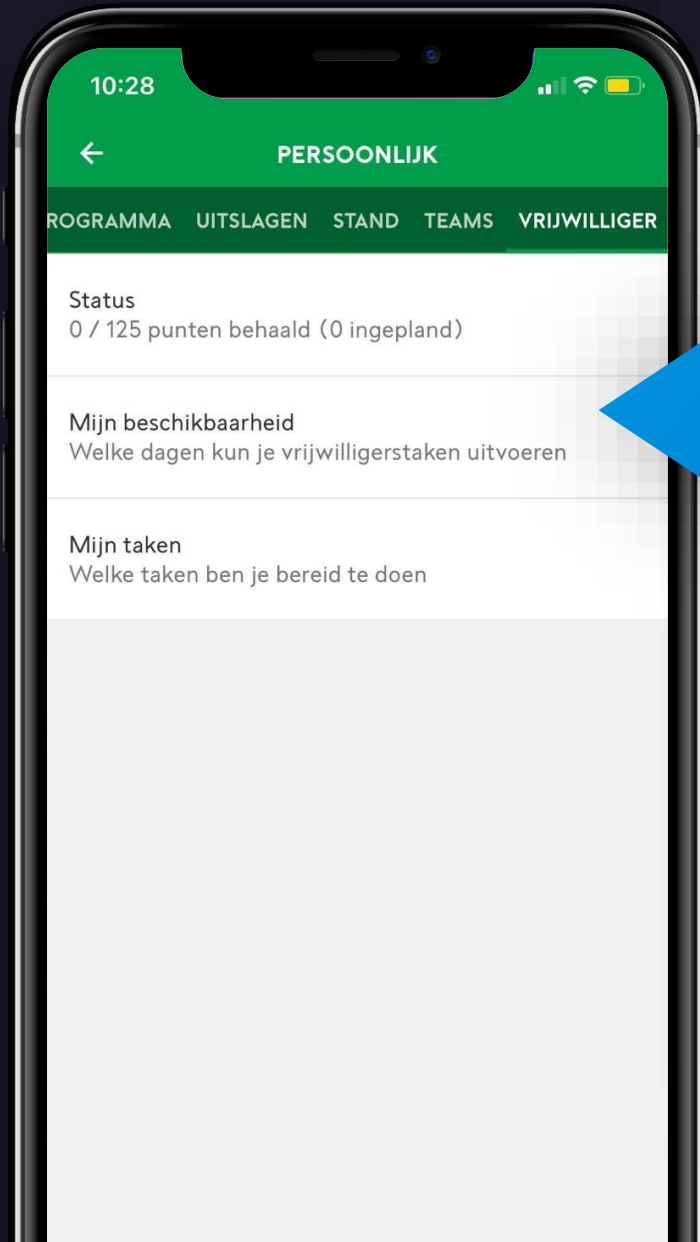 10:28
PERSOONLIJK
ROGRAMMA UITSLAGEN STAND TEAMS VRIJWILLIGER
Status
0 / 125 punten behaald (0 ingepland)
Mijn beschikbaarheid
Welke dagen kun je vrijwilligerstaken uitvoeren
Mijn taken
Welke taken ben je bereid te doen